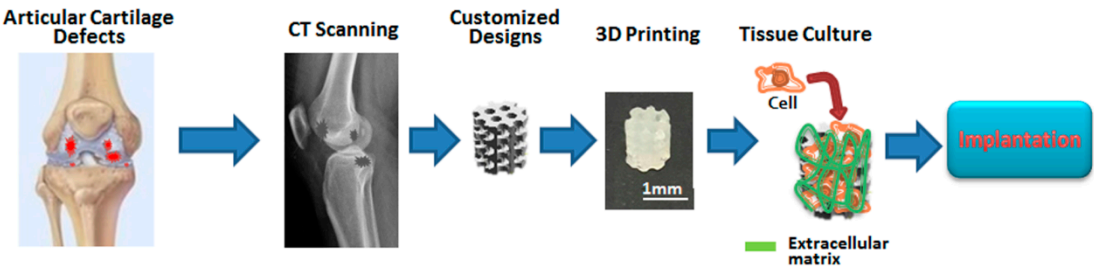 Articular Cartilage
Defects
CT Scanning
Customized
Designs
3D Printing
Tissue Culture
Cell
1mm
Extracellular
matrix
Implantation